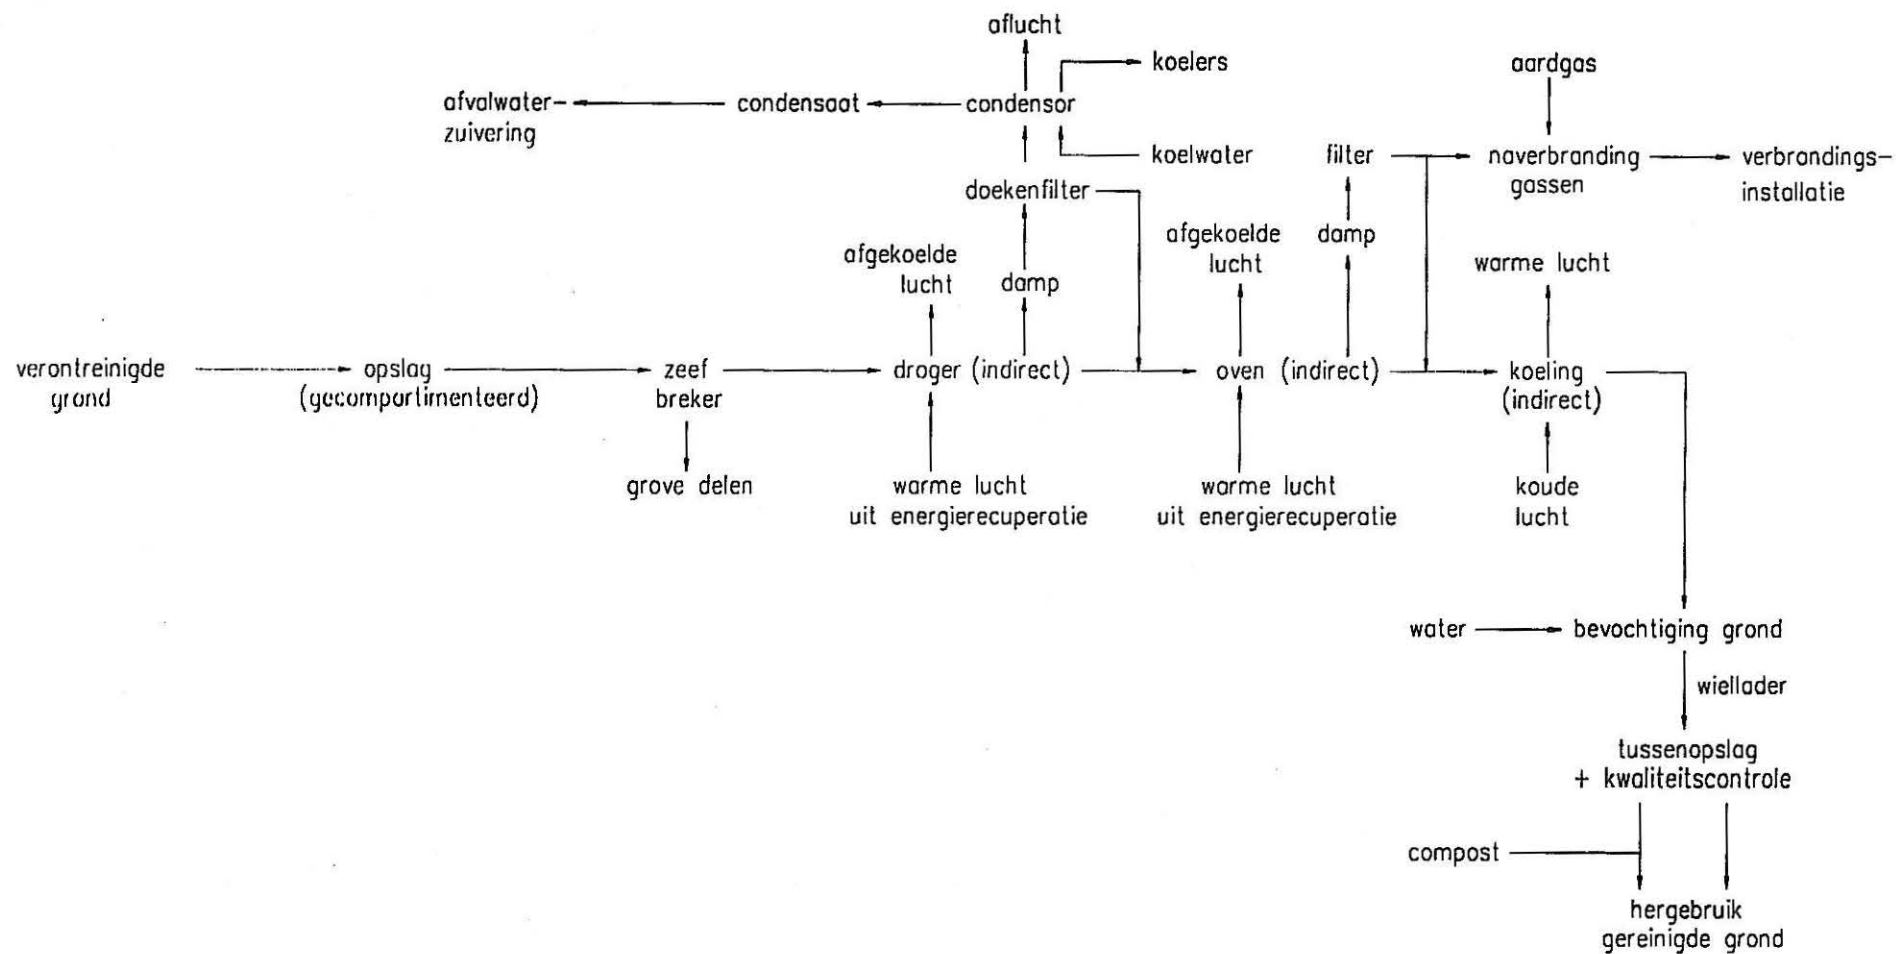 aflucht
koelers
aardgas
afvalwater-
zuivering
condensaat
condensor
koelwater
filter
naverbranding
gassen
verbrandings-
installatie
doekenfilter
afgekoelde
lucht
damp
afgekoelde
lucht
damp
warme lucht
verontreinigde
grond
opslag
(gecompartimenteerd)
zeef
breker
droger (indirect)
oven (indirect)
koeling
(indirect)
grove delen
warme lucht
uit energierecuperatie
warme lucht
uit energierecuperatie
koude
lucht
water
bevochtiging grond
wiellader
tussenopslag
+ kwaliteitscontrole
compost
hergebruik
gereinigde grond